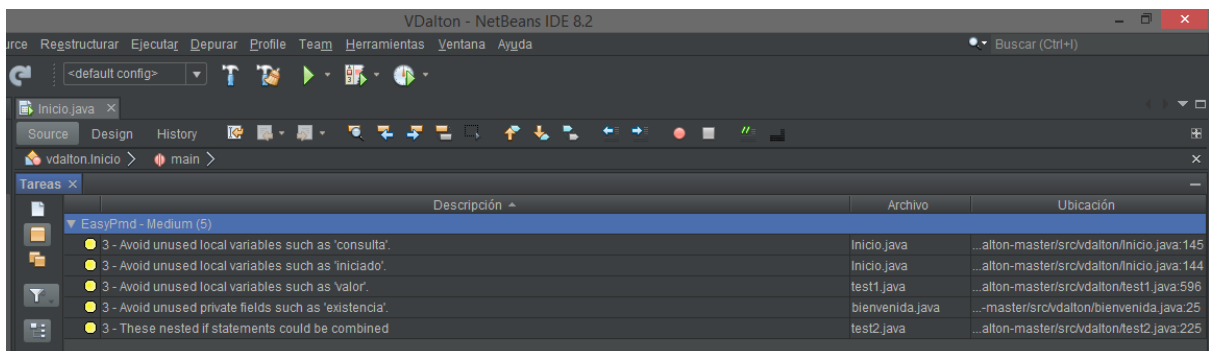 VDalton - NetBeans IDE 8.2
urce Reestructurar Ejecutar Depurar Profile Team Herramientas Ventana Ayuda Buscar (Ctrl+I)
<default config>
Inicio.java
Source Design History
vdalton.Inicio main
Tareas
Descripción Archivo Ubicación
EasyPmd - Medium (5)
3 - Avoid unused local variables such as 'consulta'. Inicio.java ...alton-master/src/vdalton/Inicio.java:145
3 - Avoid unused local variables such as 'iniciado'. Inicio.java ...alton-master/src/vdalton/Inicio.java:144
3 - Avoid unused local variables such as 'valor'. test1.java ...alton-master/src/vdalton/test1.java:596
3 - Avoid unused private fields such as 'existencia'. bienvenida.java ...-master/src/vdalton/bienvenida.java:25
3 - These nested if statements could be combined test2.java ...alton-master/src/vdalton/test2.java:225